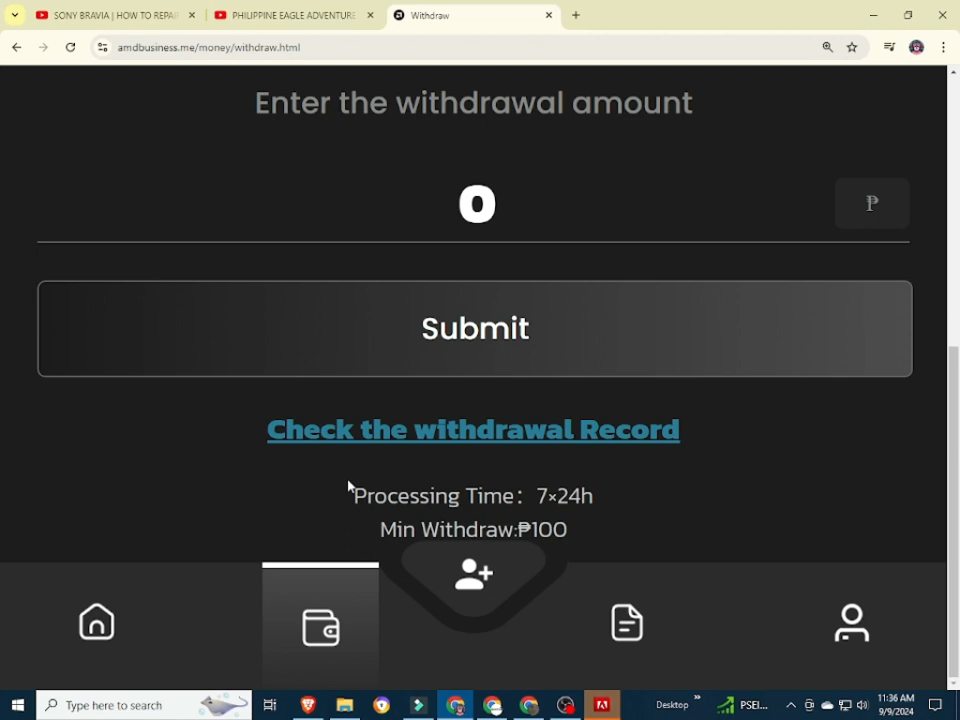 SONY BRAVIA | HOW TO REPAI
PHILIPPINE EAGLE ADVENTURE
Withdraw
amdbusiness.me/money/withdraw.html
Enter the withdrawal amount
0
₱
Submit
Check the withdrawal Record
Processing Time：7×24h
Min Withdraw:₱100
Type here to search
Desktop
PSEI...
11:36 AM
9/9/2024